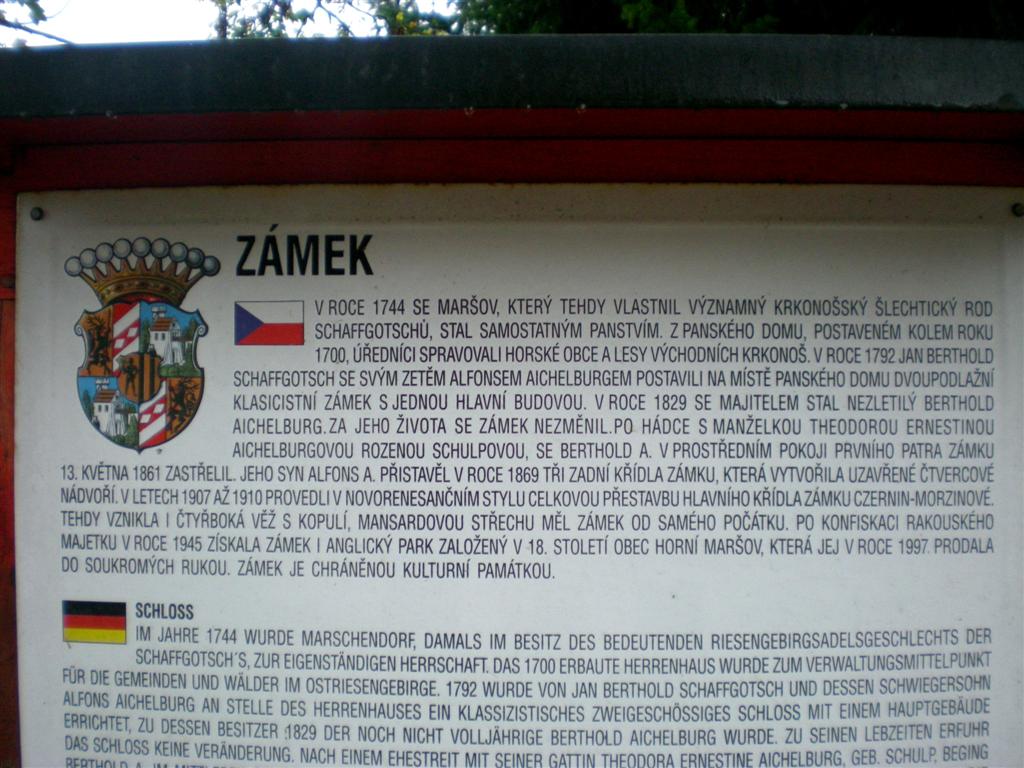 ZÁMEK
V ROCE 1744 SE MARŠOV, KTERÝ TEHDY VLASTNIL VÝZNAMNÝ KRKONOŠSKÝ ŠLECHTICKÝ ROD
SCHAFFGOTSCHŮ, STAL SAMOSTATNÝM PANSTVÍM. Z PANSKÉHO DOMU, POSTAVENÉM KOLEM ROKU
1700, ÚŘEDNÍCI SPRAVOVALI HORSKÉ OBCE A LESY VÝCHODNÍCH KRKONOŠ. V ROCE 1792 JAN BERTHOLD
SCHAFFGOTSCH SE SVÝM ZETĚM ALFONSEM AICHELBURGEM POSTAVILI NA MÍSTĚ PANSKÉHO DOMU DVOUPODLAŽNÍ
KLASICISTNÍ ZÁMEK S JEDNOU HLAVNÍ BUDOVOU. V ROCE 1829 SE MAJITELEM STAL NEZLETILÝ BERTHOLD
AICHELBURG. ZA JEHO ŽIVOTA SE ZÁMEK NEZMĚNIL. PO HÁDCE S MANŽELKOU THEODOROU ERNESTINOU
AICHELBURGOVOU ROZENOU SCHULPOVOU, SE BERTHOLD A. V PROSTŘEDNÍM POKOJI PRVNÍHO PATRA ZÁMKU
13. KVĚTNA 1861 ZASTŘELIL. JEHO SYN ALFONS A. PŘISTAVĚL V ROCE 1869 TŘI ZADNÍ KŘÍDLA ZÁMKU, KTERÁ VYTVOŘILA UZAVŘENÉ ČTVERCOVÉ
NÁDVOŘÍ. V LETECH 1907 AŽ 1910 PROVEDLI V NOVORENESANČNÍM STYLU CELKOVOU PŘESTAVBU HLAVNÍHO KŘÍDLA ZÁMKU CZERNIN-MORZINOVÉ.
TEHDY VZNIKLA I ČTYŘBOKÁ VĚŽ S KOPULÍ, MANSARDOVOU STŘECHU MĚL ZÁMEK OD SAMÉHO POČÁTKU. PO KONFISKACI RAKOUSKÉHO
MAJETKU V ROCE 1945 ZÍSKALA ZÁMEK I ANGLICKÝ PARK ZALOŽENÝ V 18. STOLETÍ OBEC HORNÍ MARŠOV, KTERÁ JEJ V ROCE 1997 PRODALA
DO SOUKROMÝCH RUKOU. ZÁMEK JE CHRÁNĚNOU KULTURNÍ PAMÁTKOU.
SCHLOSS
IM JAHRE 1744 WURDE MARSCHENDORF, DAMALS IM BESITZ DES BEDEUTENDEN RIESENGEBIRGSADELSGESCHLECHTS DER
SCHAFFGOTSCH´S, ZUR EIGENSTÄNDIGEN HERRSCHAFT. DAS 1700 ERBAUTE HERRENHAUS WURDE ZUM VERWALTUNGSMITTELPUNKT
FÜR DIE GEMEINDEN UND WÄLDER IM OSTRIESENGEBIRGE. 1792 WURDE VON JAN BERTHOLD SCHAFFGOTSCH UND DESSEN SCHWIEGERSOHN
ALFONS AICHELBURG AN STELLE DES HERRENHAUSES EIN KLASSIZISTISCHES ZWEIGESCHÖSSIGES SCHLOSS MIT EINEM HAUPTGEBÄUDE
ERRICHTET, ZU DESSEN BESITZER 1829 DER NOCH NICHT VOLLJÄHRIGE BERTHOLD AICHELBURG WURDE. ZU SEINEN LEBZEITEN ERFUHR
DAS SCHLOSS KEINE VERÄNDERUNG. NACH EINEM EHESTREIT MIT SEINER GATTIN THEODORA ERNESTINE AICHELBURG, GEB. SCHULP, BEGING
BERTHOLD A. IM